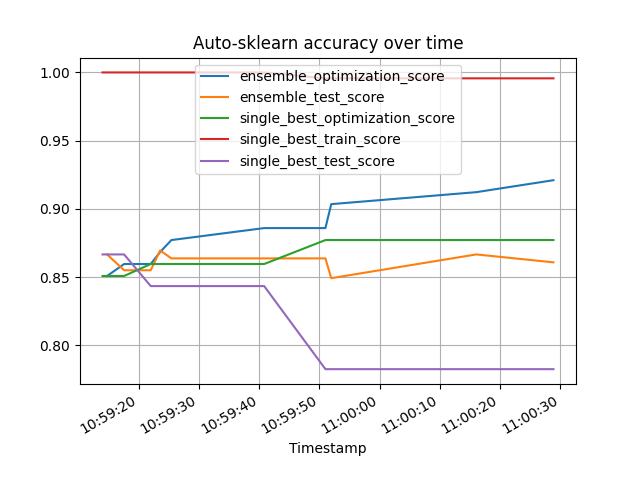 Auto-sklearn accuracy over time
1.00
0.95
0.90
0.85
0.80
ensemble_optimization_score
ensemble_test_score
single_best_optimization_score
single_best_train_score
single_best_test_score
10:59:20
10:59:30
10:59:40
10:59:50
11:00:00
11:00:10
11:00:20
11:00:30
Timestamp